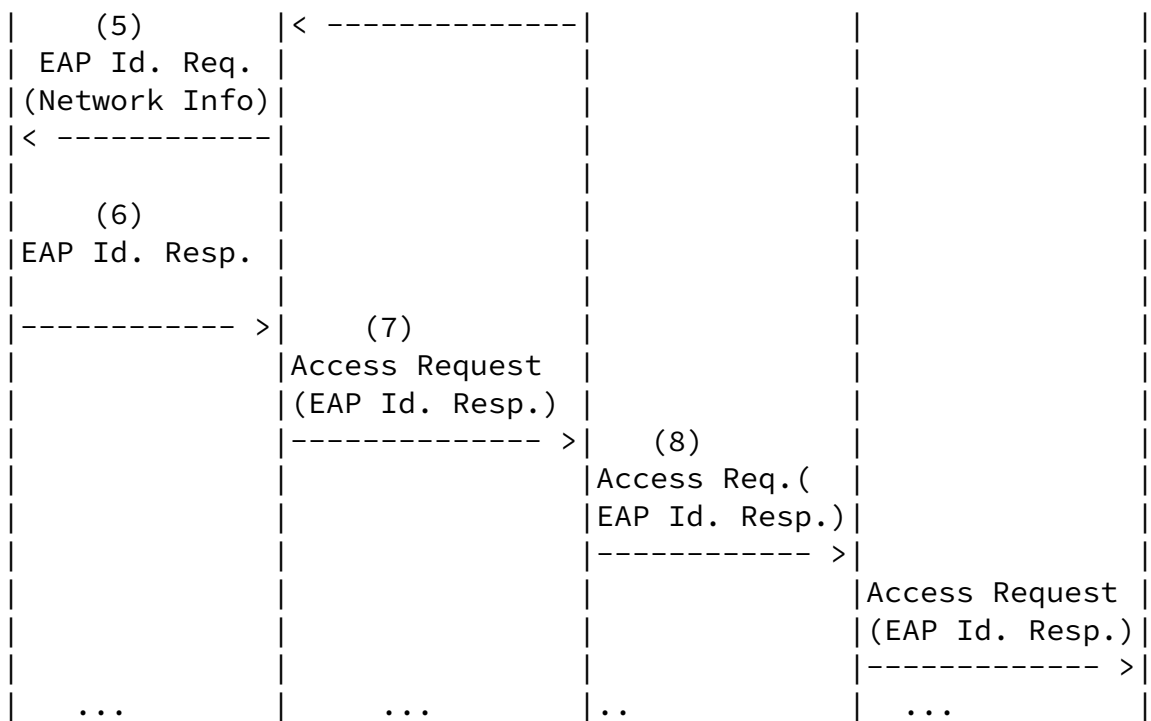 |     (5)     |< --------------|             |             |
| EAP Id. Req. |               |             |             |
|(Network Info)|               |             |             |
|< ------------|               |             |             |
|              |               |             |             |
|     (6)      |               |             |             |
|EAP Id. Resp. |               |             |             |
|              |               |             |             |
|------------ >|    (7)        |             |             |
|              |Access Request |             |             |
|              |(EAP Id. Resp.)|             |             |
|              |-------------- >|   (8)      |             |
|              |               |Access Req.( |             |
|              |               |EAP Id. Resp.)|            |
|              |               |------------ >|            |
|              |               |             |Access Request |
|              |               |             |(EAP Id. Resp.)|
|              |               |             |------------- >|
|    ...       |     ...       |..           |  ...        |